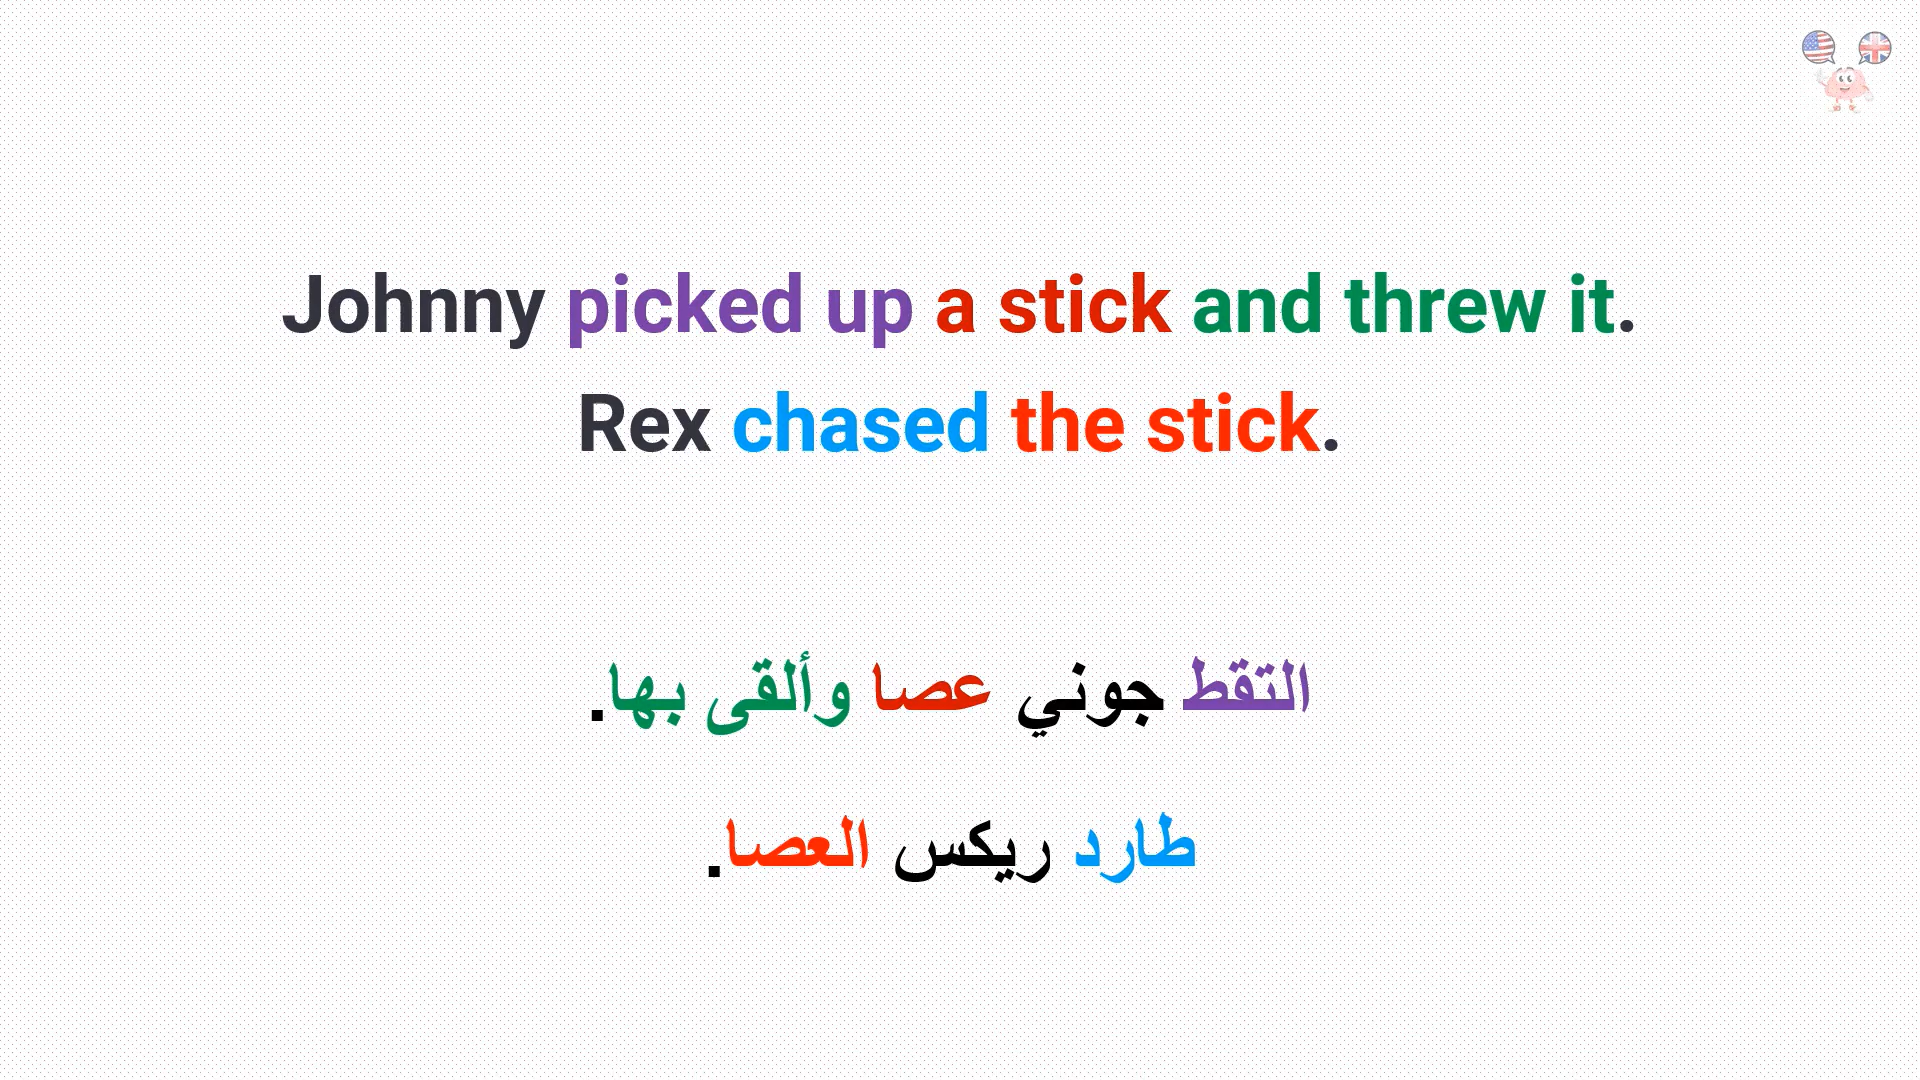 Johnny picked up a stick and threw it.
Rex chased the stick.
التقط جوني عصا وألقى بها.
طارد ريكس العصا.